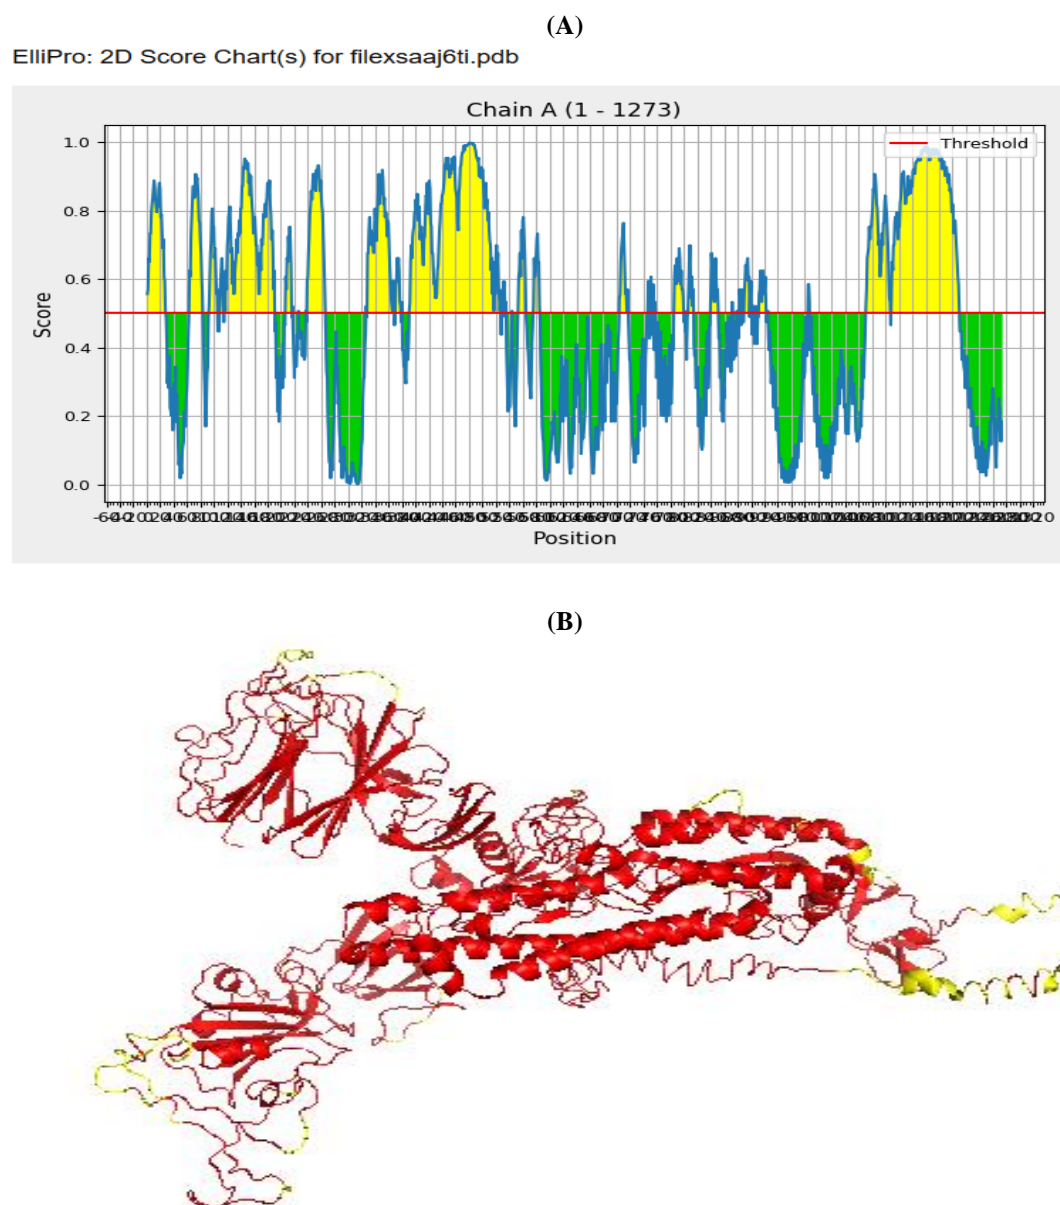 (A)
ElliPro: 2D Score Chart(s) for filexsaaj6ti.pdb
Chain A (1 - 1273)
Threshold
1.0
0.8
0.6
0.4
0.2
0.0
Score
Position
(B)